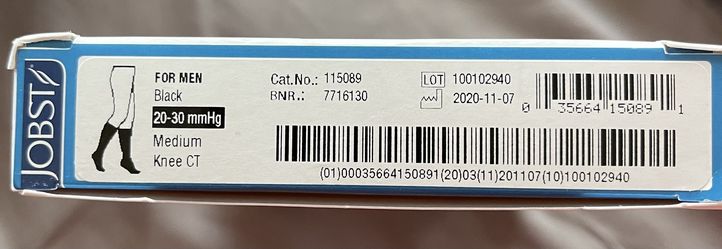 JOBST
FOR MEN
Black
20-30 mmHg
Medium
Knee CT
Cat.No.: 115089
BNR.: 7716130
LOT 100102940
2020-11-07
0 35664 15089 1
(01)00035664150891(20)03(11)201107(10)100102940